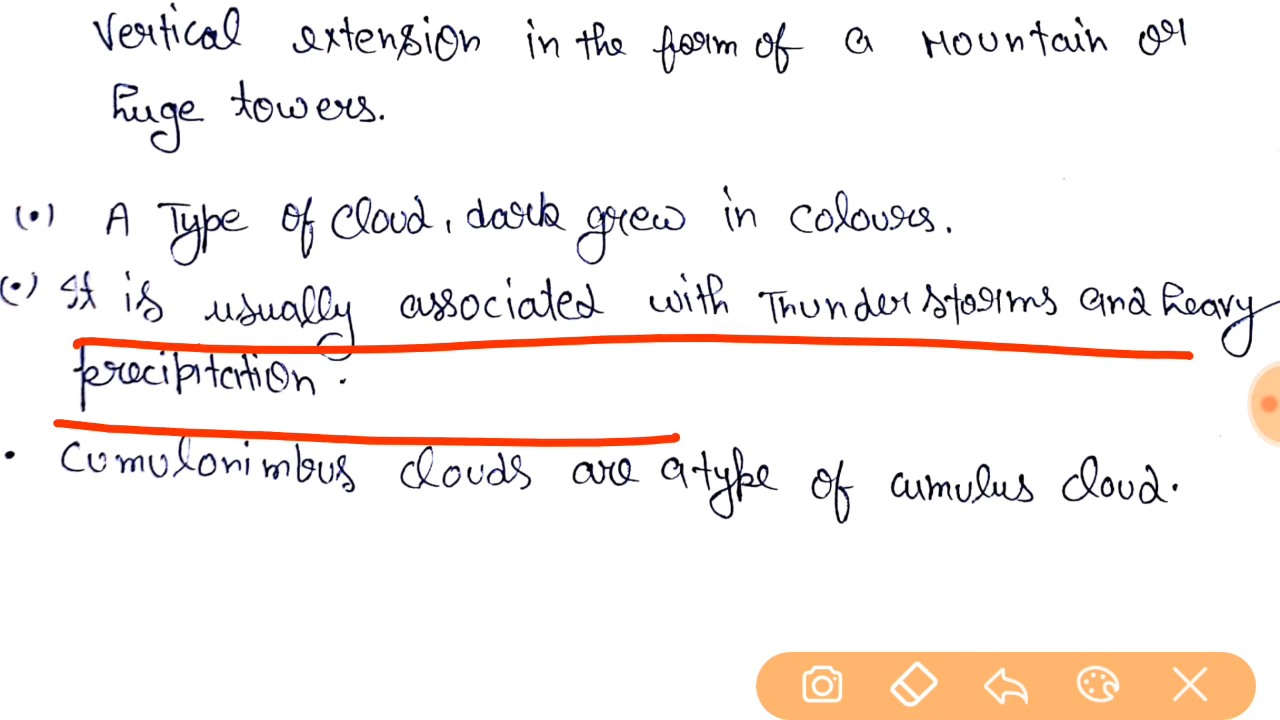 Vertical extension in the form of a Mountain or
huge towers.
(•) A Type of cloud, dark grew in colours.
(•) It is usually associated with Thunderstorms and heavy
precipitation.
• Cumulonimbus clouds are a type of cumulus cloud.